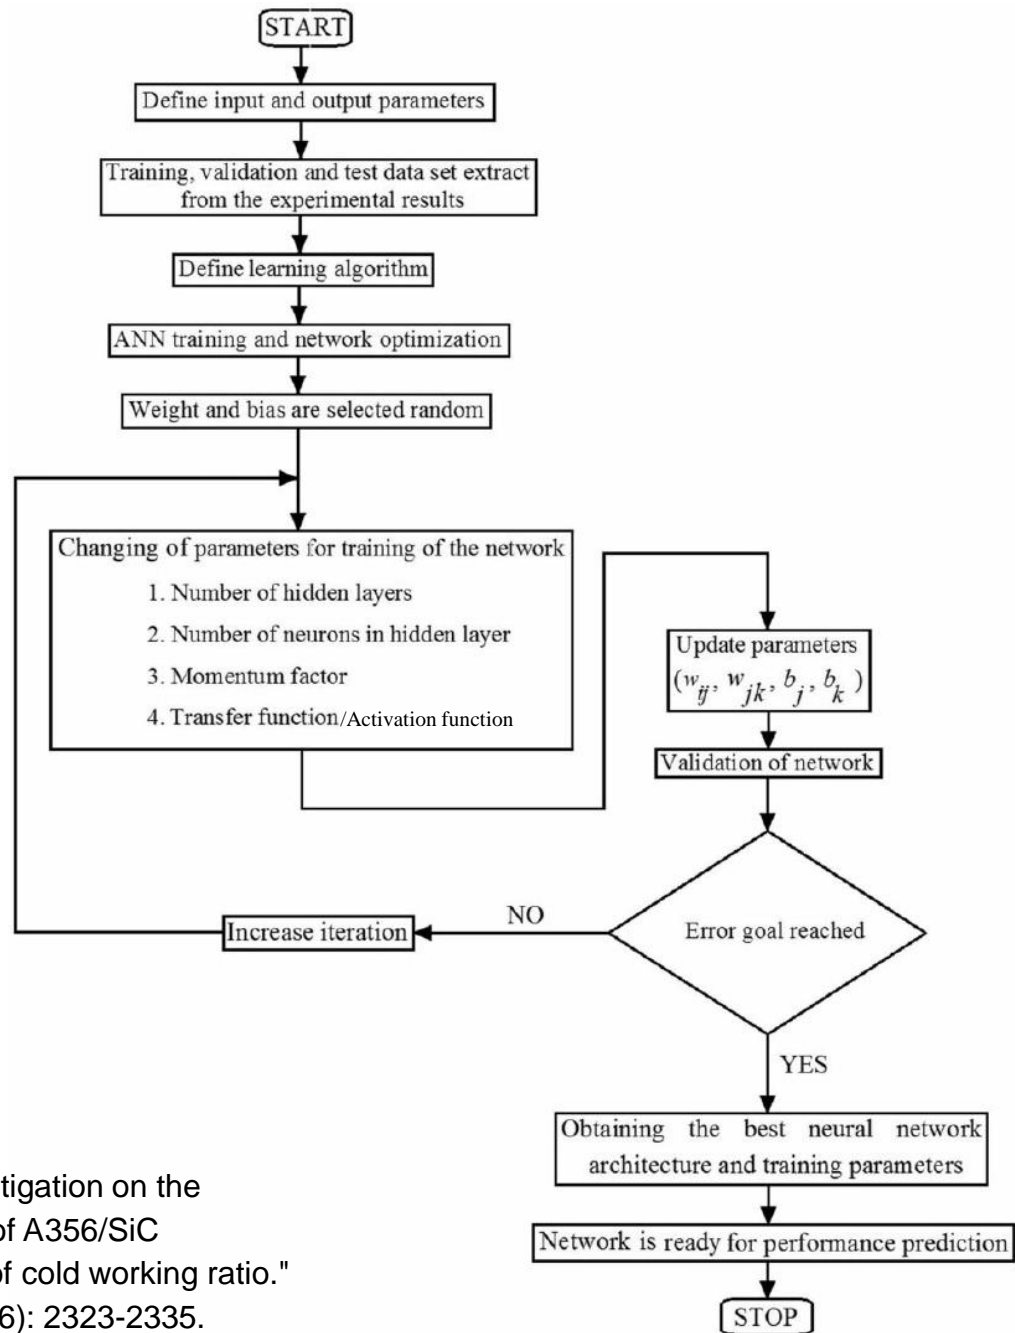 START
Define input and output parameters
Training, validation and test data set extract
from the experimental results
Define learning algorithm
ANN training and network optimization
Weight and bias are selected random
Changing of parameters for training of the network
1. Number of hidden layers
2. Number of neurons in hidden layer
3. Momentum factor
4. Transfer function/Activation function
Update parameters
(w_ij, w_jk, b_j, b_k)
Validation of network
Error goal reached
NO
Increase iteration
YES
Obtaining the best neural network
architecture and training parameters
Network is ready for performance prediction
STOP
tigation on the
of A356/SiC
of cold working ratio."
6): 2323-2335.